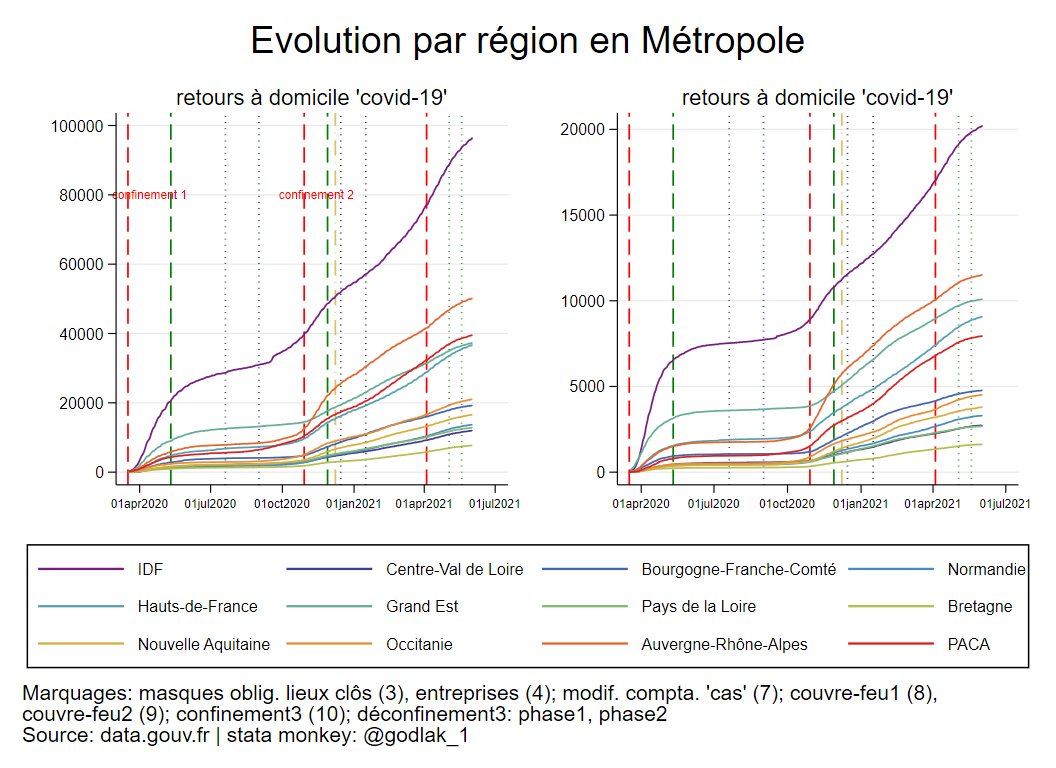 Evolution par région en Métropole
retours à domicile 'covid-19'
100000
80000
60000
40000
20000
0
confinement 1
confinement 2
01apr2020
01jul2020
01oct2020
01jan2021
01apr2021
01jul2021
retours à domicile 'covid-19'
20000
15000
10000
5000
0
01apr2020
01jul2020
01oct2020
01jan2021
01apr2021
01jul2021
IDF
Centre-Val de Loire
Bourgogne-Franche-Comté
Normandie
Hauts-de-France
Grand Est
Pays de la Loire
Bretagne
Nouvelle Aquitaine
Occitanie
Auvergne-Rhône-Alpes
PACA
Marquages: masques oblig. lieux clôs (3), entreprises (4); modif. compta. 'cas' (7); couvre-feu1 (8),
couvre-feu2 (9); confinement3 (10); déconfinement3: phase1, phase2
Source: data.gouv.fr | stata monkey: @godlak_1